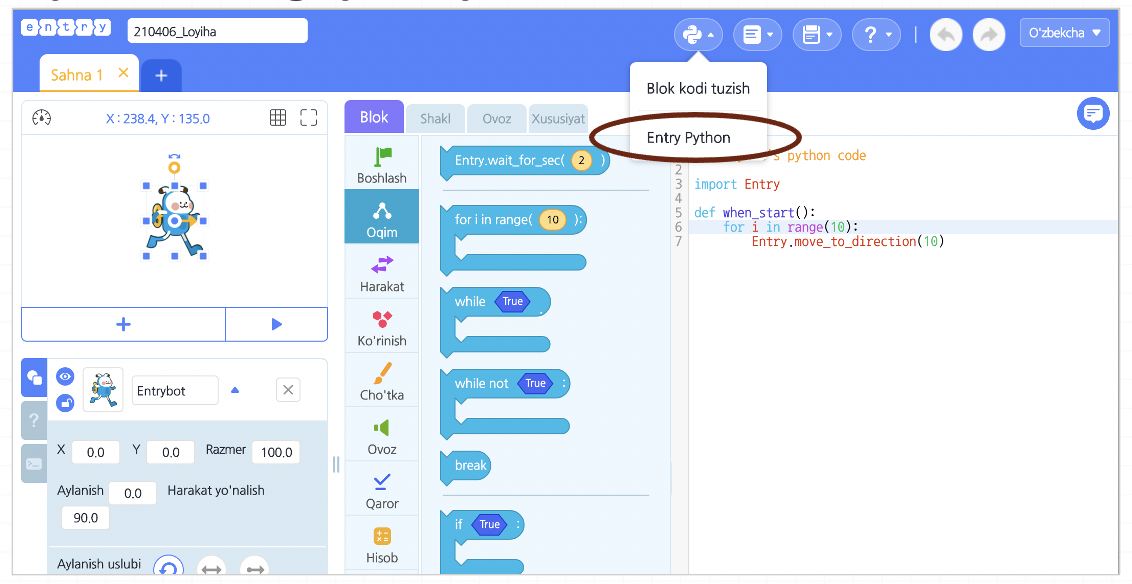 entry
210406_Loyiha
?
O'zbekcha
Sahna 1
+
Blok kodi tuzish
Entry Python
X : 238.4, Y : 135.0
Blok
Shakl
Ovoz
Xususiyat
Boshlash
Oqim
Harakat
Ko'rinish
Cho'tka
Ovoz
Qaror
Hisob
Entry.wait_for_sec( 2 )
for i in range( 10 ):
while True :
while not True :
break
if True :
's python code
2
3 import Entry
4
5 def when_start():
6 for i in range(10):
7 Entry.move_to_direction(10)
Entrybot
?
X 0.0 Y 0.0 Razmer 100.0
Aylanish 0.0 Harakat yo'nalish
90.0
Aylanish uslubi